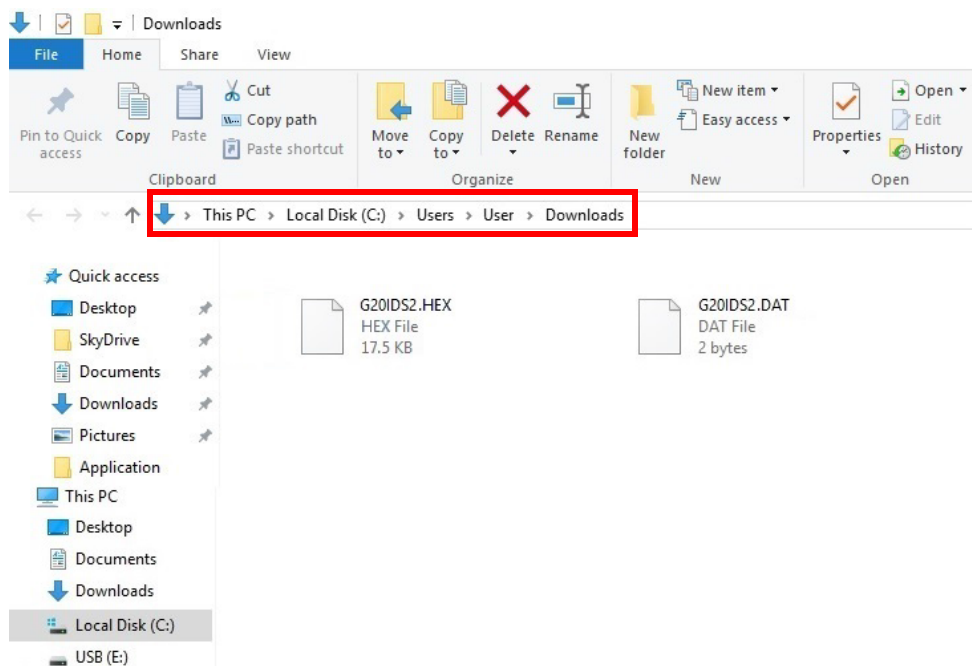 Downloads
File Home Share View
Pin to Quick access
Copy
Paste
Cut
Copy path
Paste shortcut
Clipboard
Move to
Copy to
Delete
Rename
Organize
New folder
New item
Easy access
New
Properties
Open
Edit
History
Open
This PC > Local Disk (C:) > Users > User > Downloads
Quick access
Desktop
SkyDrive
Documents
Downloads
Pictures
Application
This PC
Desktop
Documents
Downloads
Local Disk (C:)
USB (E:)
G20IDS2.HEX
HEX File
17.5 KB
G20IDS2.DAT
DAT File
2 bytes